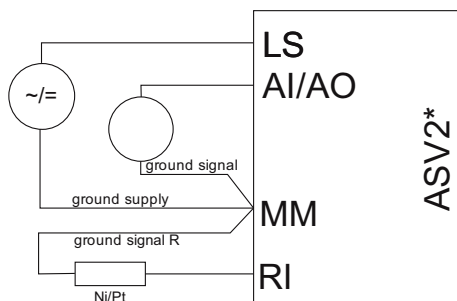 LS
~/=
AI/AO
ASV2*
ground signal
ground supply
MM
ground signal R
RI
Ni/Pt